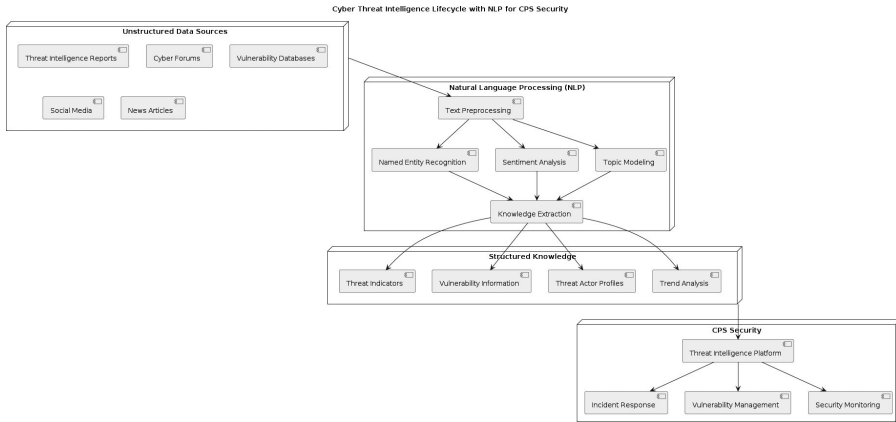 Cyber Threat Intelligence Lifecycle with NLP for CPS Security
Unstructured Data Sources
Threat Intelligence Reports
Cyber Forums
Vulnerability Databases
Social Media
News Articles
Natural Language Processing (NLP)
Text Preprocessing
Named Entity Recognition
Sentiment Analysis
Topic Modeling
Knowledge Extraction
Structured Knowledge
Threat Indicators
Vulnerability Information
Threat Actor Profiles
Trend Analysis
CPS Security
Threat Intelligence Platform
Incident Response
Vulnerability Management
Security Monitoring